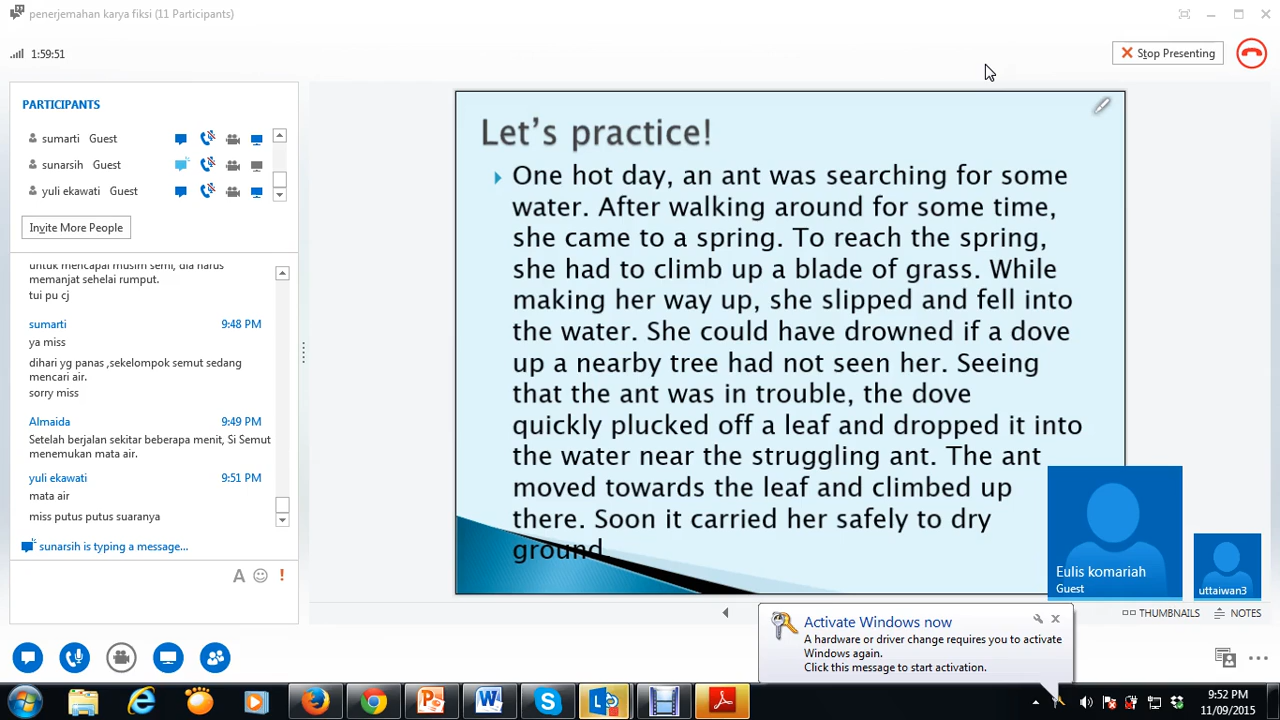 penerjemahan karya fiksi (11 Participants)
1:59:51
Stop Presenting
PARTICIPANTS
sumarti Guest
sunarsih Guest
yuli ekawati Guest
Invite More People
untuk mencapai musim semi, dia harus
memanjat sehelai rumput.
tui pu cj
sumarti 9:48 PM
ya miss
dihari yg panas ,sekelompok semut sedang
mencari air.
sorry miss
Almaida 9:49 PM
Setelah berjalan sekitar beberapa menit, Si Semut
menemukan mata air.
yuli ekawati 9:51 PM
mata air
miss putus putus suaranya
sunarsih is typing a message...
A
Let's practice!
One hot day, an ant was searching for some
water. After walking around for some time,
she came to a spring. To reach the spring,
she had to climb up a blade of grass. While
making her way up, she slipped and fell into
the water. She could have drowned if a dove
up a nearby tree had not seen her. Seeing
that the ant was in trouble, the dove
quickly plucked off a leaf and dropped it into
the water near the struggling ant. The ant
moved towards the leaf and climbed up
there. Soon it carried her safely to dry
ground.
Eulis komariah
Guest
uttaiwan3
THUMBNAILS
NOTES
Activate Windows now
A hardware or driver change requires you to activate
Windows again.
Click this message to start activation.
9:52 PM
11/09/2015